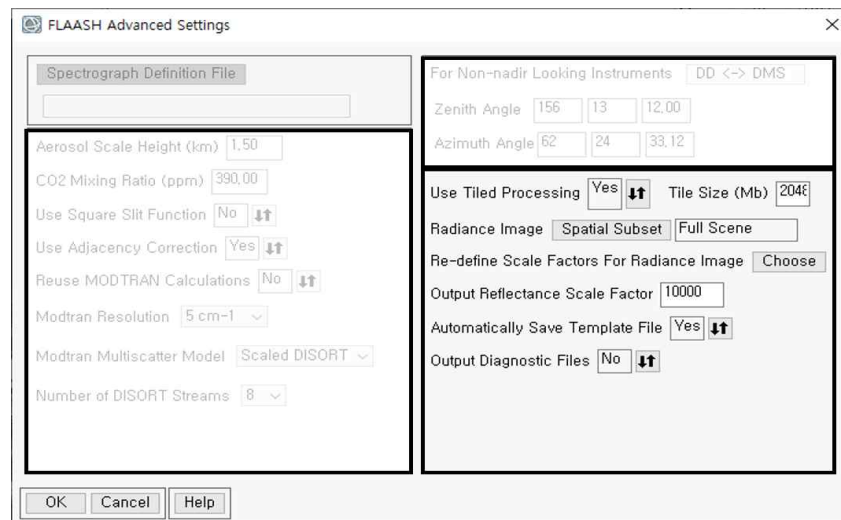 FLAASH Advanced Settings
Spectrograph Definition File
Aerosol Scale Height (km) 1,50
CO2 Mixing Ratio (ppm) 390,00
Use Square Slit Function No
Use Adjacency Correction Yes
Reuse MODTRAN Calculations No
Modtran Resolution 5 cm-1
Modtran Multiscatter Model Scaled DISORT
Number of DISORT Streams 8
For Non-nadir Looking Instruments DD <-> DMS
Zenith Angle 156 13 12,00
Azimuth Angle 62 24 33,12
Use Tiled Processing Yes Tile Size (Mb) 2048
Radiance Image Spatial Subset Full Scene
Re-define Scale Factors For Radiance Image Choose
Output Reflectance Scale Factor 10000
Automatically Save Template File Yes
Output Diagnostic Files No
OK Cancel Help